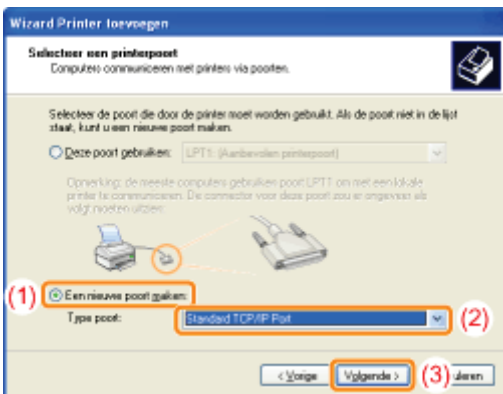 Wizard Printer toevoegen
Selecteer een printerpoort
Computers communiceren met printers via poorten.
Selecteer de poort die door de printer moet worden gebruikt. Als de poort niet in de lijst
staat, kunt u een nieuwe poort maken.
Deze poort gebruiken: LPT1: (Aanbevolen printerpoort)
Opmerking: de meeste computers gebruiken poort LPT1 om met een lokale
printer te communiceren. De connector voor deze poort zou er ongeveer als
volgt moeten uitzien:
(1) Een nieuwe poort maken:
Type poort: Standard TCP/IP Port (2)
< Vorige Volgende > (3) uleren